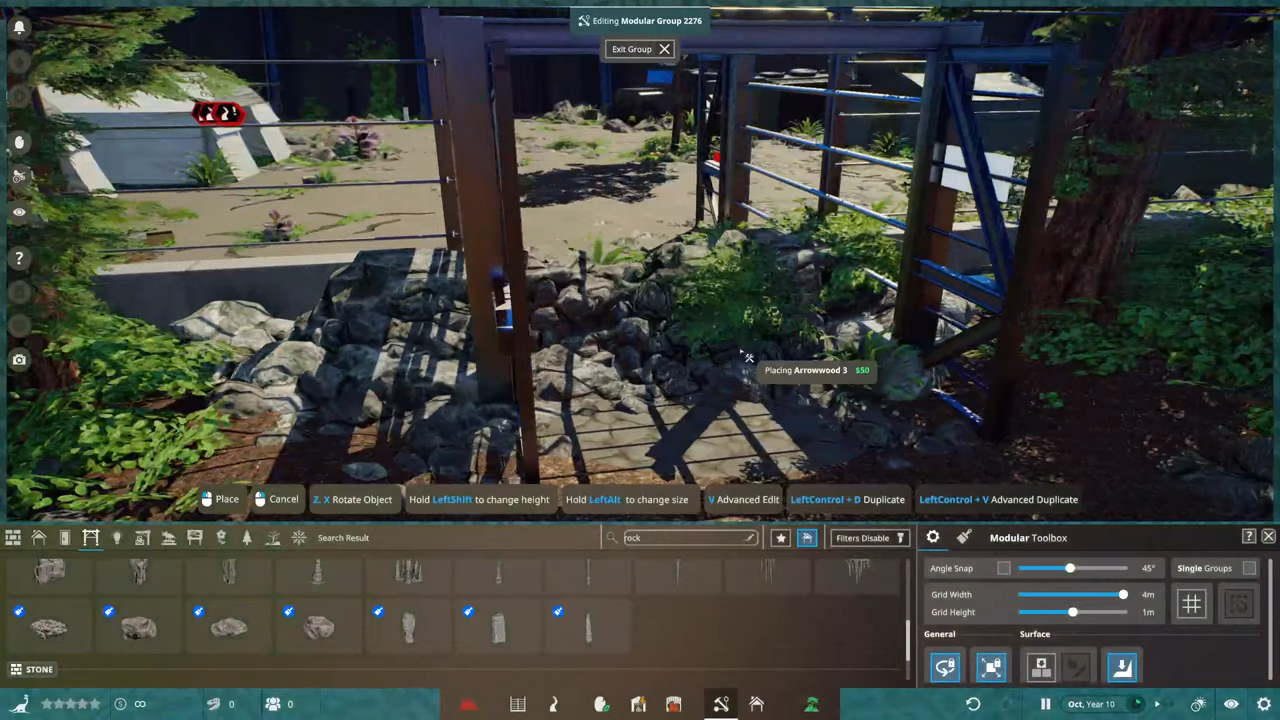 Editing Modular Group 2276
Exit Group
Placing Arrowwood 3 $50
Place
Cancel
Z, X Rotate Object
Hold LeftShift to change height
Hold LeftAlt to change size
V Advanced Edit
LeftControl + D Duplicate
LeftControl + V Advanced Duplicate
Search Result
rock
Filters Disable
Modular Toolbox
?
Angle Snap
45°
Single Groups
Grid Width
4m
Grid Height
1m
General
Surface
STONE
∞
0
0
Oct, Year 10